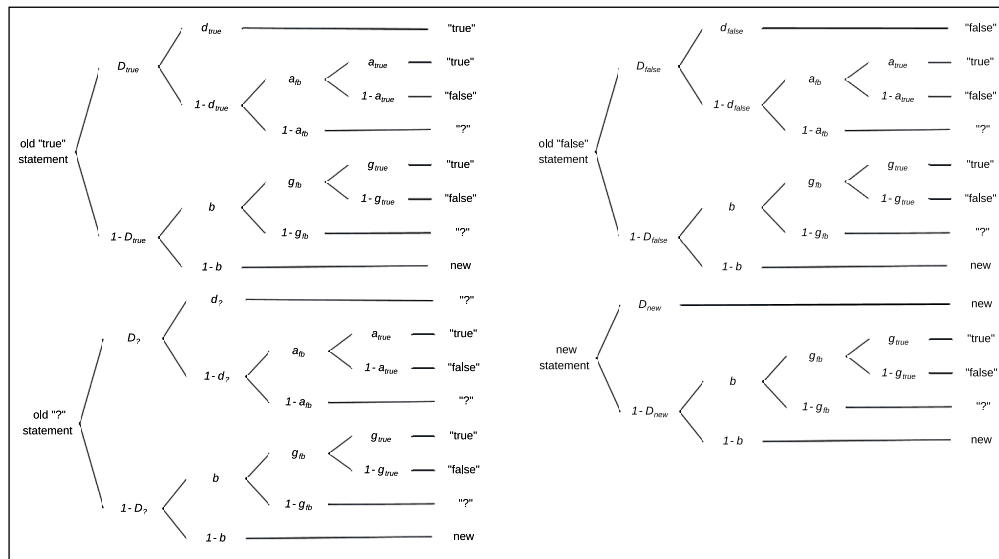 d_true
"true"
D_true
a_true
"true"
a_fb
1- a_true
"false"
1- d_true
1- a_fb
"?"
old "true"
statement
g_true
"true"
g_fb
1- g_true
"false"
b
1- g_fb
"?"
1- D_true
1- b
new
d_?
"?"
D_?
a_true
"true"
a_fb
1- a_true
"false"
1- d_?
1- a_fb
"?"
old "?"
statement
g_true
"true"
g_fb
1- g_true
"false"
b
1- g_fb
"?"
1- D_?
1- b
new
d_false
"false"
D_false
a_true
"true"
a_fb
1- a_true
"false"
1- d_false
1- a_fb
"?"
old "false"
statement
g_true
"true"
g_fb
1- g_true
"false"
b
1- g_fb
"?"
1- D_false
1- b
new
D_new
new
new
statement
g_true
"true"
g_fb
1- g_true
"false"
b
1- g_fb
"?"
1- D_new
1- b
new